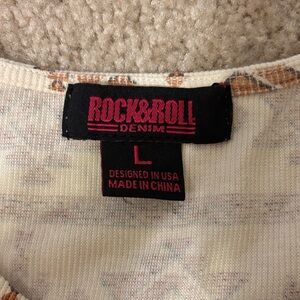 ROCK&ROLL
DENIM
L
DESIGNED IN USA
MADE IN CHINA